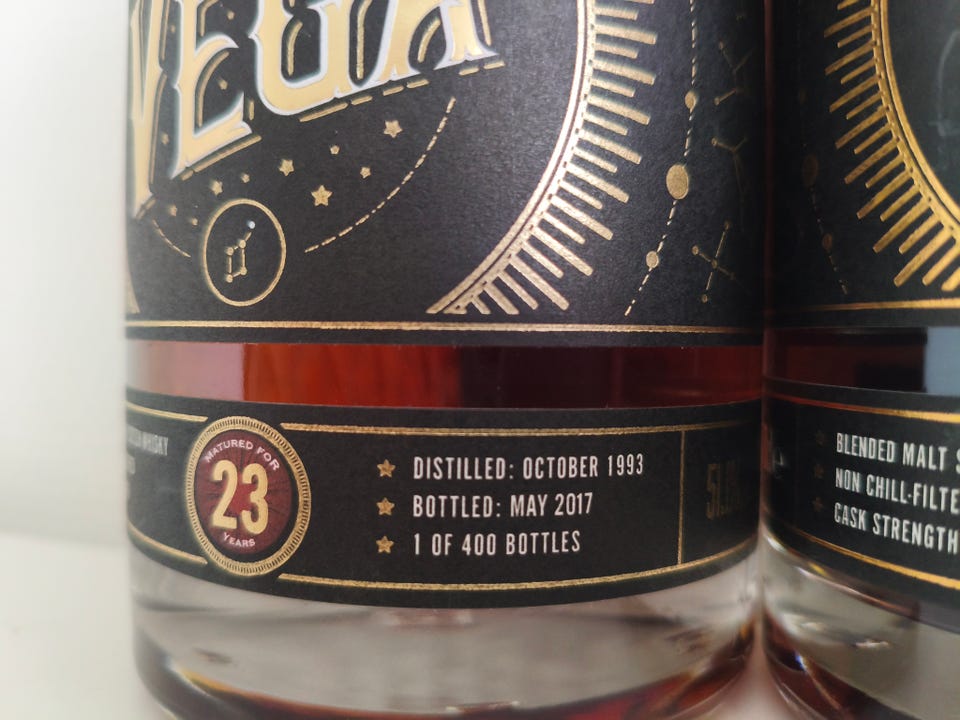 VEGA
WHISKY
MATURED FOR
23
YEARS
DISTILLED: OCTOBER 1993
BOTTLED: MAY 2017
1 OF 400 BOTTLES
BLENDED MALT S
NON CHILL-FILTE
CASK STRENGTH